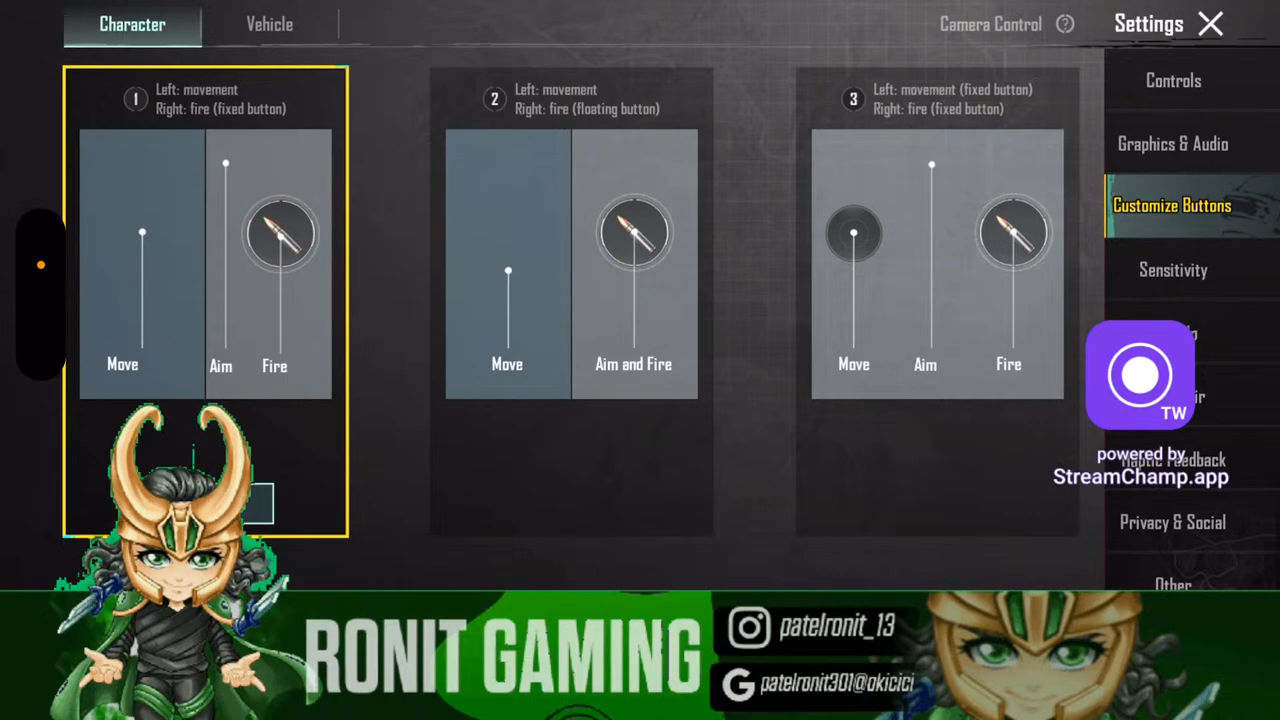 Character
Vehicle
Camera Control
Settings
1 Left: movement
Right: fire (fixed button)
Move
Aim
Fire
2 Left: movement
Right: fire (floating button)
Move
Aim and Fire
3 Left: movement (fixed button)
Right: fire (fixed button)
Move
Aim
Fire
Controls
Graphics & Audio
Customize Buttons
Sensitivity
TW
powered by
StreamChamp.app
Haptic Feedback
Privacy & Social
Other
RONIT GAMING
patelronit_13
patelronit301@okicici